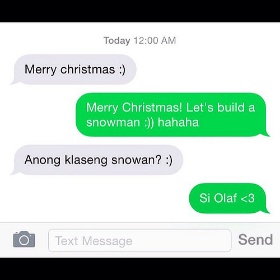 Today 12:00 AM
Merry christmas :)
Merry Christmas! Let's build a
snowman :)) hahaha
Anong klaseng snowan? :)
Si Olaf <3
Text Message
Send